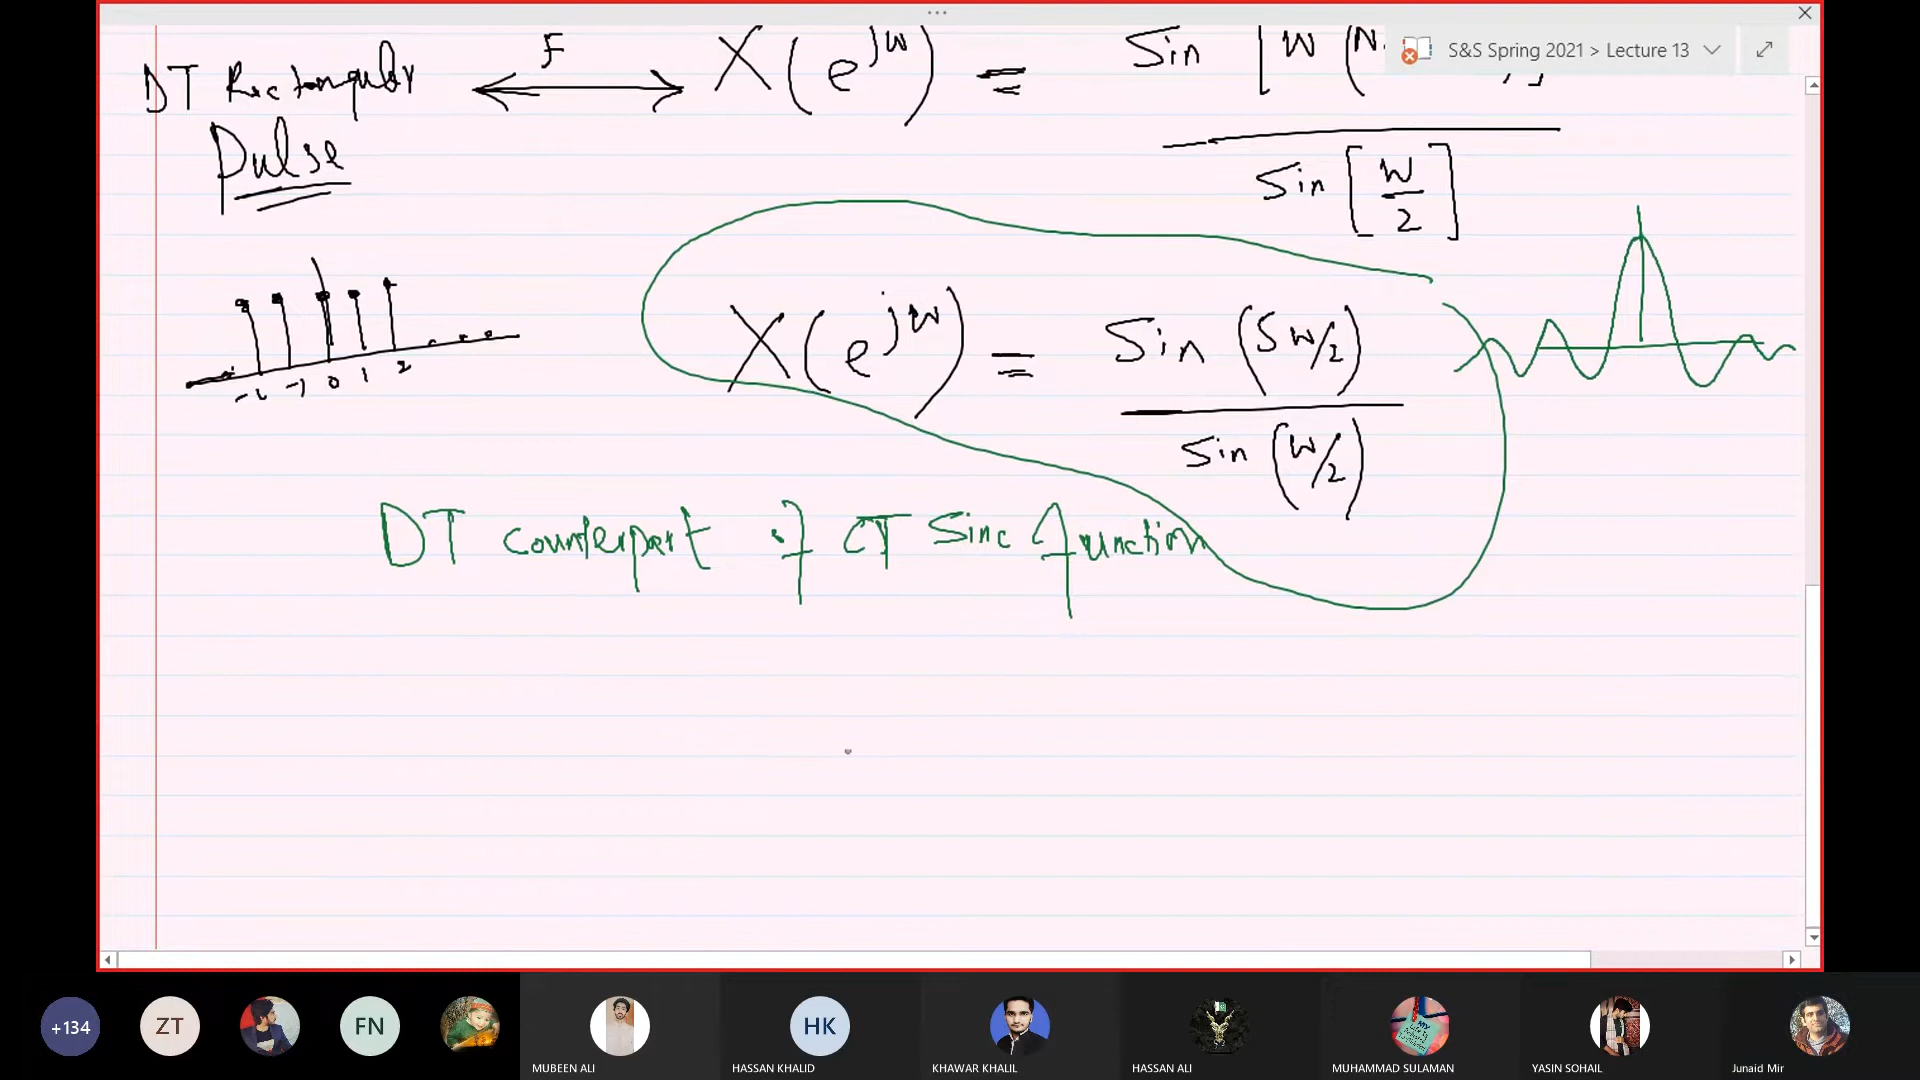 S&S Spring 2021 > Lecture 13
DT Rectangular F X(e^jw) = Sin [W (N
Pulse
Sin [W/2]
X(e^jw) = Sin (5W/2)
Sin (W/2)
-1 0 1 2
DT Counterpart of CT Sinc function
+134 ZT FN HK
MUBEEN ALI HASSAN KHALID KHAWAR KHALIL HASSAN ALI MUHAMMAD SULAMAN YASIN SOHAIL Junaid Mir